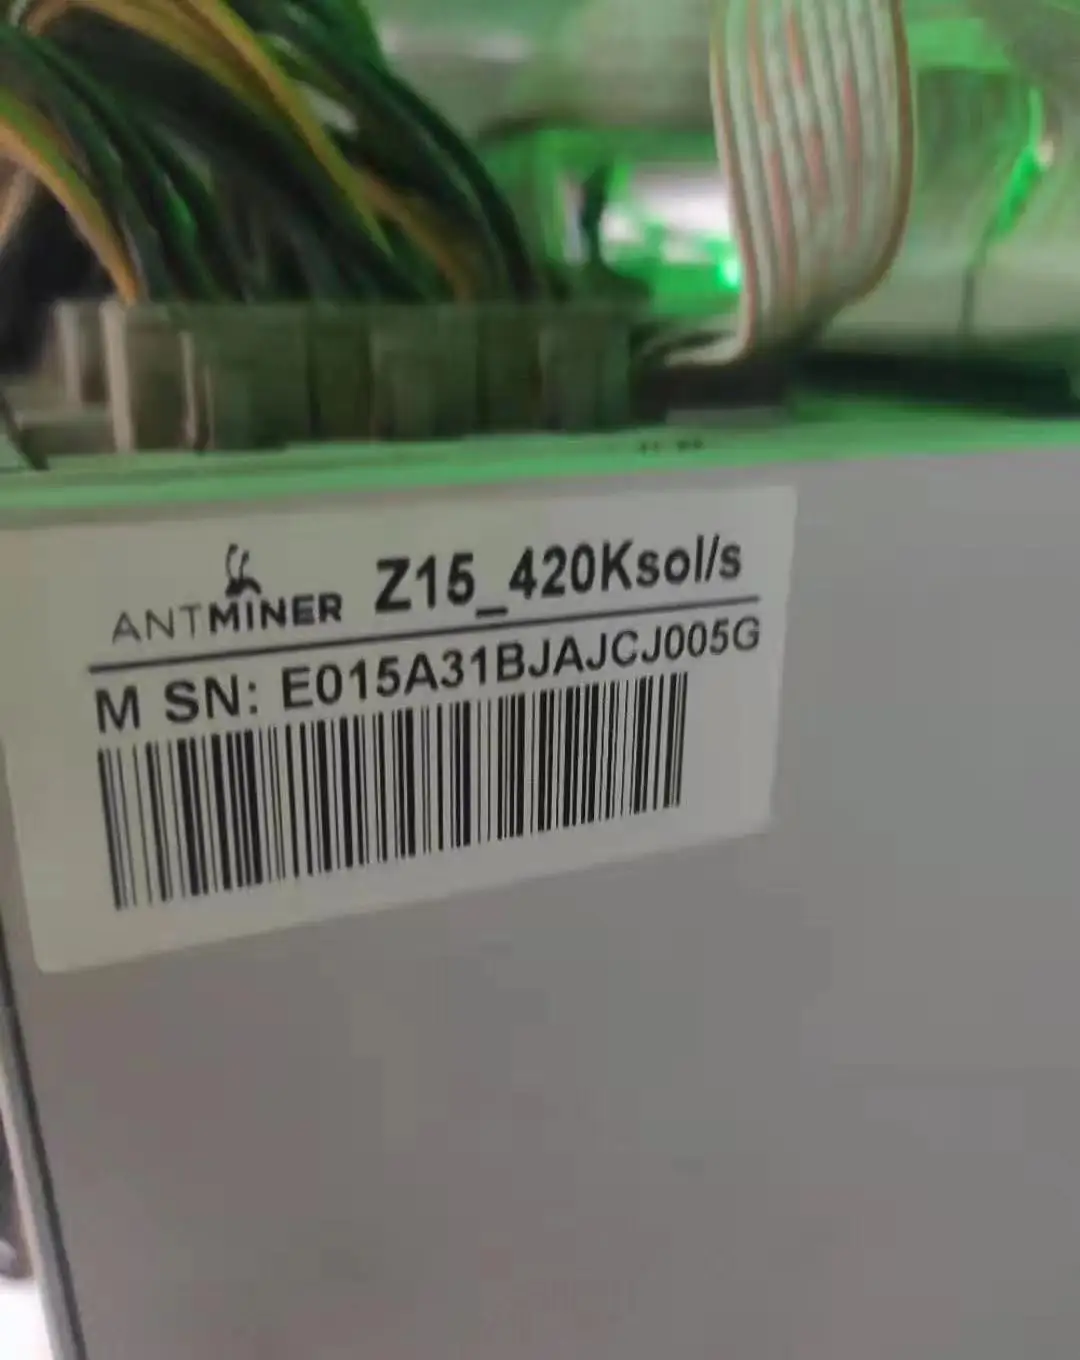 ANTMINER Z15_420Ksol/s
M SN: E015A31BJAJCJ005G